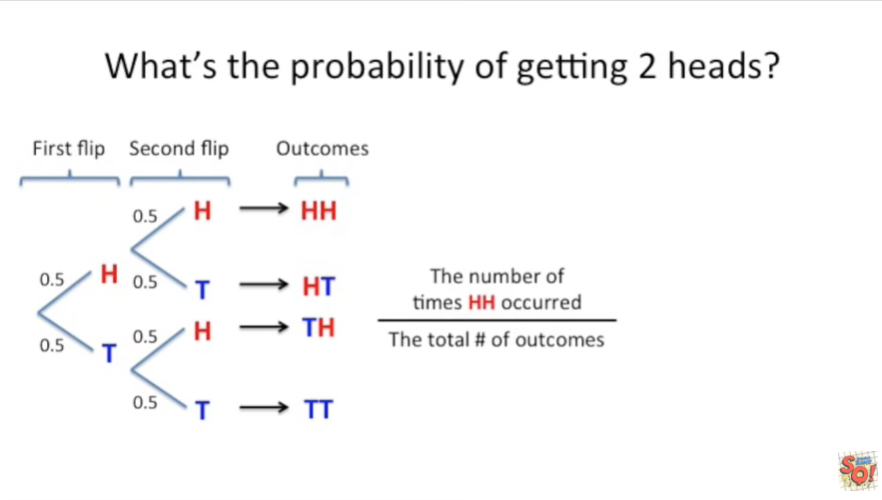 What's the probability of getting 2 heads?
First flip Second flip Outcomes
0.5 H HH
0.5 H 0.5 T HT
0.5 T 0.5 H TH
0.5 T TT
The number of
times HH occurred
The total # of outcomes
SO!